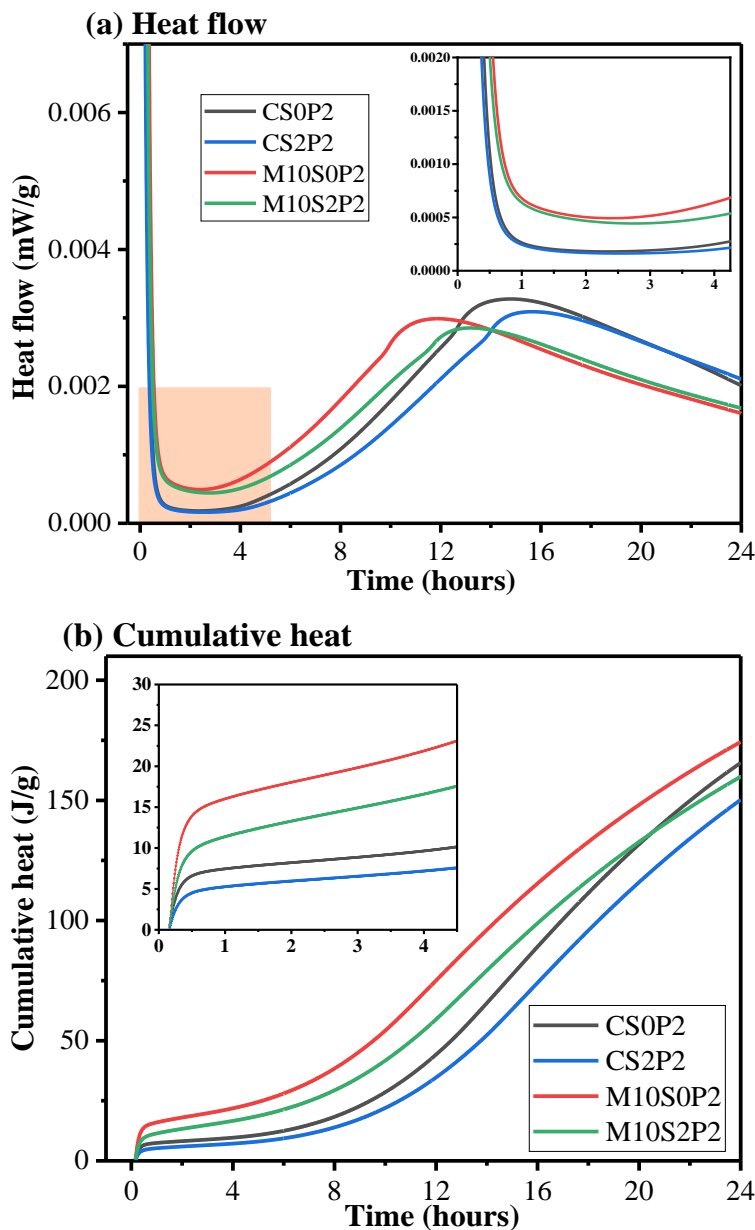 (a) Heat flow
Heat flow (mW/g)
0.006
0.004
0.002
0.000
CS0P2
CS2P2
M10S0P2
M10S2P2
0.0020
0.0015
0.0010
0.0005
0.0000
0 1 2 3 4
0 4 8 12 16 20 24
Time (hours)
(b) Cumulative heat
Cumulative heat (J/g)
200
150
100
50
0
30
25
20
15
10
5
0
0 1 2 3 4
CS0P2
CS2P2
M10S0P2
M10S2P2
0 4 8 12 16 20 24
Time (hours)